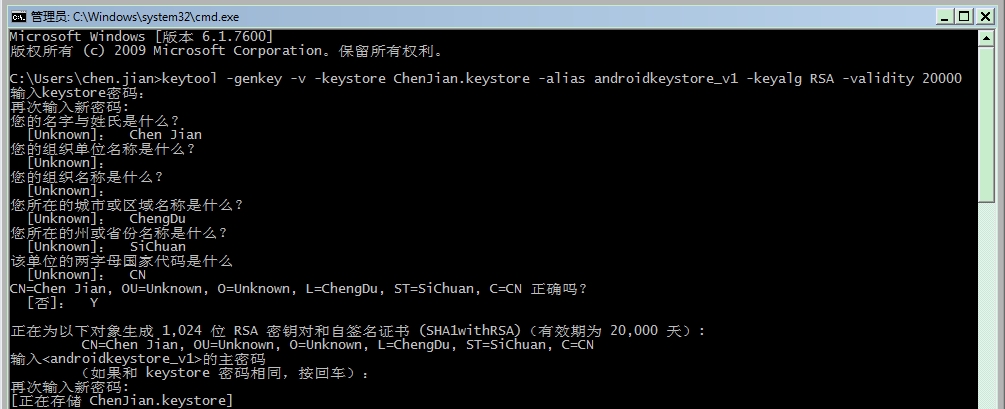 管理员: C:\Windows\system32\cmd.exe
Microsoft Windows [版本 6.1.7600]
版权所有 (c) 2009 Microsoft Corporation。保留所有权利。
C:\Users\chen.jian>keytool -genkey -v -keystore ChenJian.keystore -alias androidkeystore_v1 -keyalg RSA -validity 20000
输入keystore密码：
再次输入新密码:
您的名字与姓氏是什么？
[Unknown]： Chen Jian
您的组织单位名称是什么？
[Unknown]：
您的组织名称是什么？
[Unknown]：
您所在的城市或区域名称是什么？
[Unknown]： ChengDu
您所在的州或省份名称是什么？
[Unknown]： SiChuan
该单位的两字母国家代码是什么
[Unknown]： CN
CN=Chen Jian, OU=Unknown, O=Unknown, L=ChengDu, ST=SiChuan, C=CN 正确吗？
[否]： Y
正在为以下对象生成 1,024 位 RSA 密钥对和自签名证书 (SHA1withRSA)（有效期为 20,000 天）:
CN=Chen Jian, OU=Unknown, O=Unknown, L=ChengDu, ST=SiChuan, C=CN
输入<androidkeystore_v1>的主密码
（如果和 keystore 密码相同，按回车）：
再次输入新密码:
[正在存储 ChenJian.keystore]